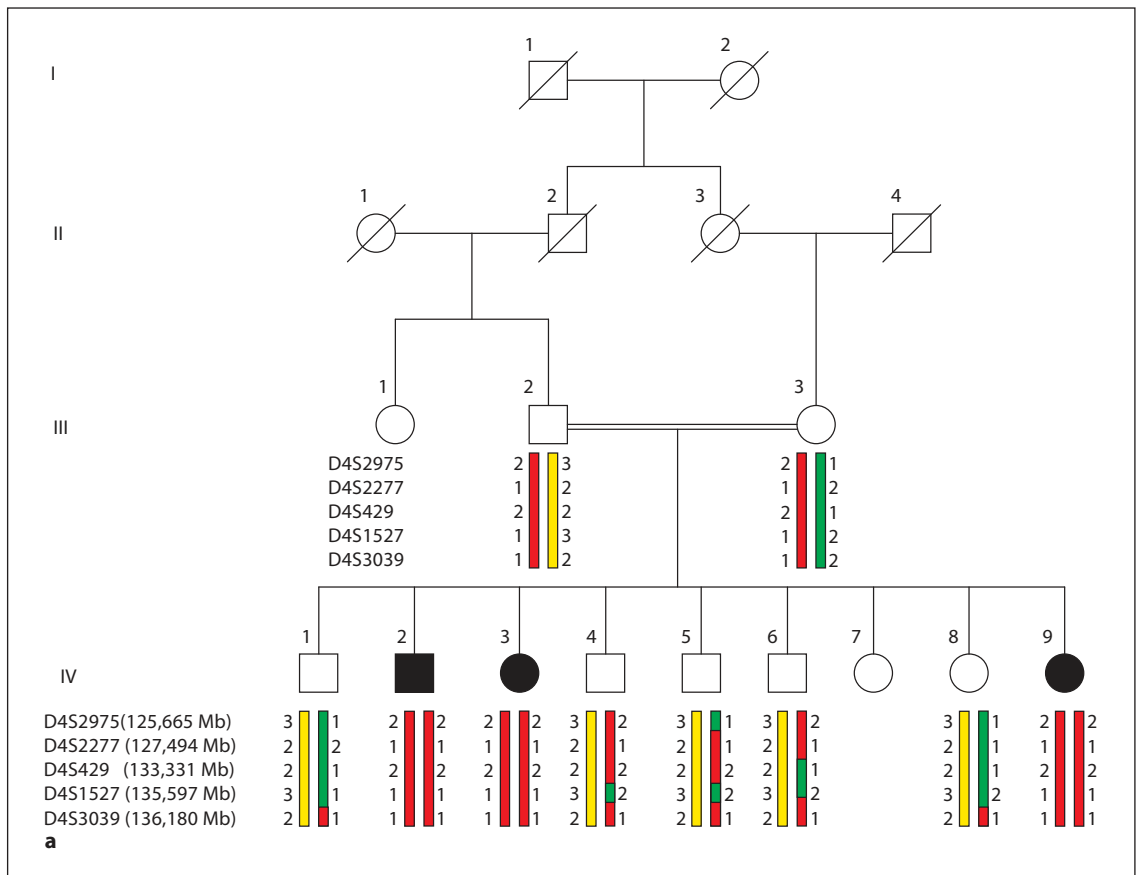 1 2
I
1 2 3 4
II
1 2 3
III
D4S2975 2 3 2 1
D4S2277 1 2 1 2
D4S429 2 2 2 1
D4S1527 1 3 1 2
D4S3039 1 2 1 2
1 2 3 4 5 6 7 8 9
IV
D4S2975(125,665 Mb) 3 1 2 2 2 2 3 2 3 1 3 2 3 1 2 2
D4S2277 (127,494 Mb) 2 2 1 1 1 1 2 1 2 1 2 1 2 1 1 1
D4S429 (133,331 Mb) 2 1 2 2 2 2 2 2 2 2 2 1 2 1 2 2
D4S1527 (135,597 Mb) 3 1 1 1 1 1 3 2 3 2 3 2 3 2 1 1
D4S3039 (136,180 Mb) 2 1 1 1 1 1 2 1 2 1 2 1 2 1 1 1
a